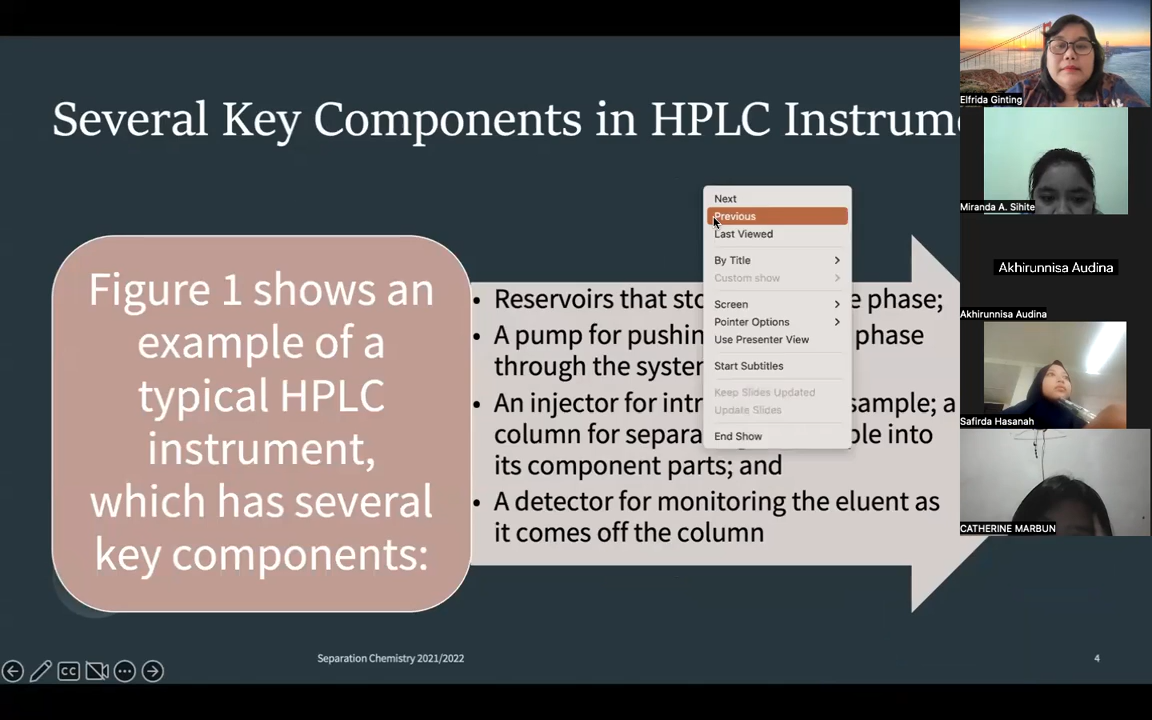 Several Key Components in HPLC Instrume
Figure 1 shows an
example of a
typical HPLC
instrument,
which has several
key components:
• Reservoirs that sto e phase;
• A pump for pushin phase
through the syster
• An injector for intr sample; a
column for separa ple into
its component parts; and
• A detector for monitoring the eluent as
it comes off the column
Next
Previous
Last Viewed
By Title
Custom show
Screen
Pointer Options
Use Presenter View
Start Subtitles
Keep Slides Updated
Update Slides
End Show
CC
Separation Chemistry 2021/2022
4
Elfrida Ginting
Miranda A. Sihite
Akhirunnisa Audina
Akhirunnisa Audina
Safirda Hasanah
CATHERINE MARBUN